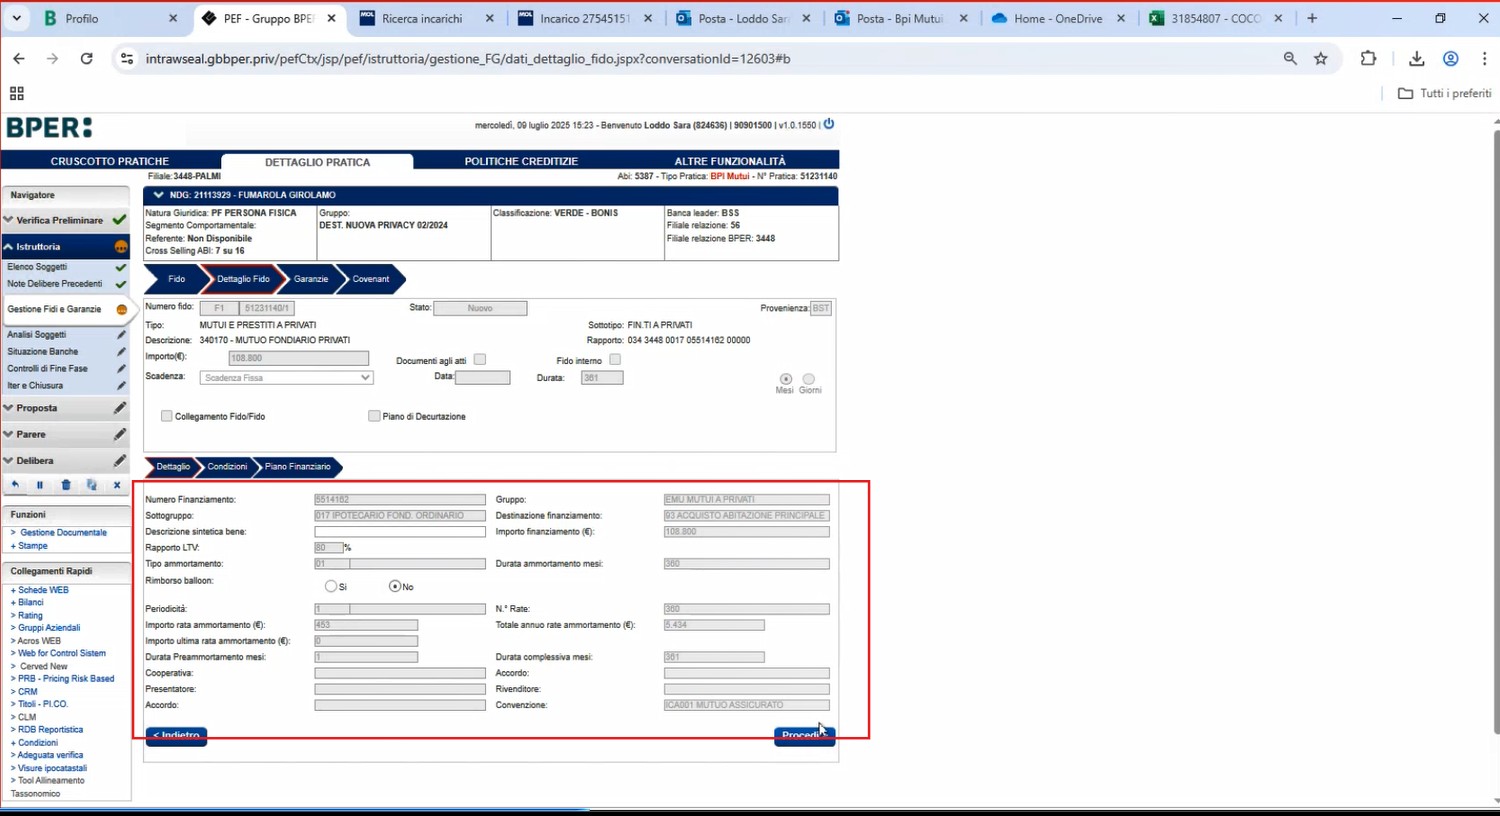 Profilo
PEF - Gruppo BPE
Ricerca incarichi
Incarico 27545151
Posta - Loddo Sar
Posta - Bpi Mutui
Home - OneDrive
31854807 - COCO
intrawseal.gbbper.priv/pefCtx/jsp/pef/istruttoria/gestione_FG/dati_dettaglio_fido.jspx?conversationId=12603#b
Tutti i preferiti
BPER:
mercoledì, 09 luglio 2025 15:23 - Benvenuto Loddo Sara (824636) | 90901500 | v1.0.1550 |
CRUSCOTTO PRATICHE
DETTAGLIO PRATICA
POLITICHE CREDITIZIE
ALTRE FUNZIONALITÀ
Filiale: 3448-PALMI
Abi: 5387 - Tipo Pratica: BPI Mutui - N° Pratica: 51231140
Navigatore
Verifica Preliminare
Istruttoria
Elenco Soggetti
Note Delibere Precedenti
Gestione Fidi e Garanzie
Analisi Soggetti
Situazione Banche
Controlli di Fine Fase
Iter e Chiusura
Proposta
Parere
Delibera
Funzioni
> Gestione Documentale
+ Stampe
Collegamenti Rapidi
+ Schede WEB
+ Bilanci
> Rating
> Gruppi Aziendali
> Acros WEB
> Web for Control Sistem
> Cerved New
> PRB - Pricing Risk Based
> CRM
> Titoli - PI.CO.
> CLM
> RDB Reportistica
+ Condizioni
> Adeguata verifica
> Visure ipocatastali
> Tool Allineamento
Tassonomico
NDG: 21113929 - FUMAROLA GIROLAMO
Natura Giuridica: PF PERSONA FISICA
Segmento Comportamentale:
Referente: Non Disponibile
Cross Selling ABI: 7 su 16
Gruppo:
DEST. NUOVA PRIVACY 02/2024
Classificazione: VERDE - BONIS
Banca leader: BSS
Filiale relazione: 56
Filiale relazione BPER: 3448
Fido
Dettaglio Fido
Garanzie
Covenant
Numero fido: F1 51231140/1
Stato: Nuovo
Provenienza: BST
Tipo: MUTUI E PRESTITI A PRIVATI
Sottotipo: FIN.TI A PRIVATI
Descrizione: 340170 - MUTUO FONDIARIO PRIVATI
Rapporto: 034 3448 0017 05514162 00000
Importo(€): 108.800
Documenti agli atti
Fido interno
Scadenza: Scadenza Fissa
Data:
Durata: 361
Mesi Giorni
Collegamento Fido/Fido
Piano di Decurtazione
Dettaglio
Condizioni
Piano Finanziario
Numero Finanziamento: 5514162
Gruppo: EMU MUTUI A PRIVATI
Sottogruppo: 017 IPOTECARIO FOND. ORDINARIO
Destinazione finanziamento: 93 ACQUISTO ABITAZIONE PRINCIPALE
Descrizione sintetica bene:
Importo finanziamento (€): 108.800
Rapporto LTV: 80 %
Tipo ammortamento: 01
Durata ammortamento mesi: 360
Rimborso balloon: Si No
Periodicità: 1
N.° Rate: 360
Importo rata ammortamento (€): 453
Totale annuo rate ammortamento (€): 5.434
Importo ultima rata ammortamento (€): 0
Durata Preammortamento mesi: 1
Durata complessiva mesi: 361
Cooperativa:
Accordo:
Presentatore:
Rivenditore:
Accordo:
Convenzione: ICA001 MUTUO ASSICURATO
< Indietro